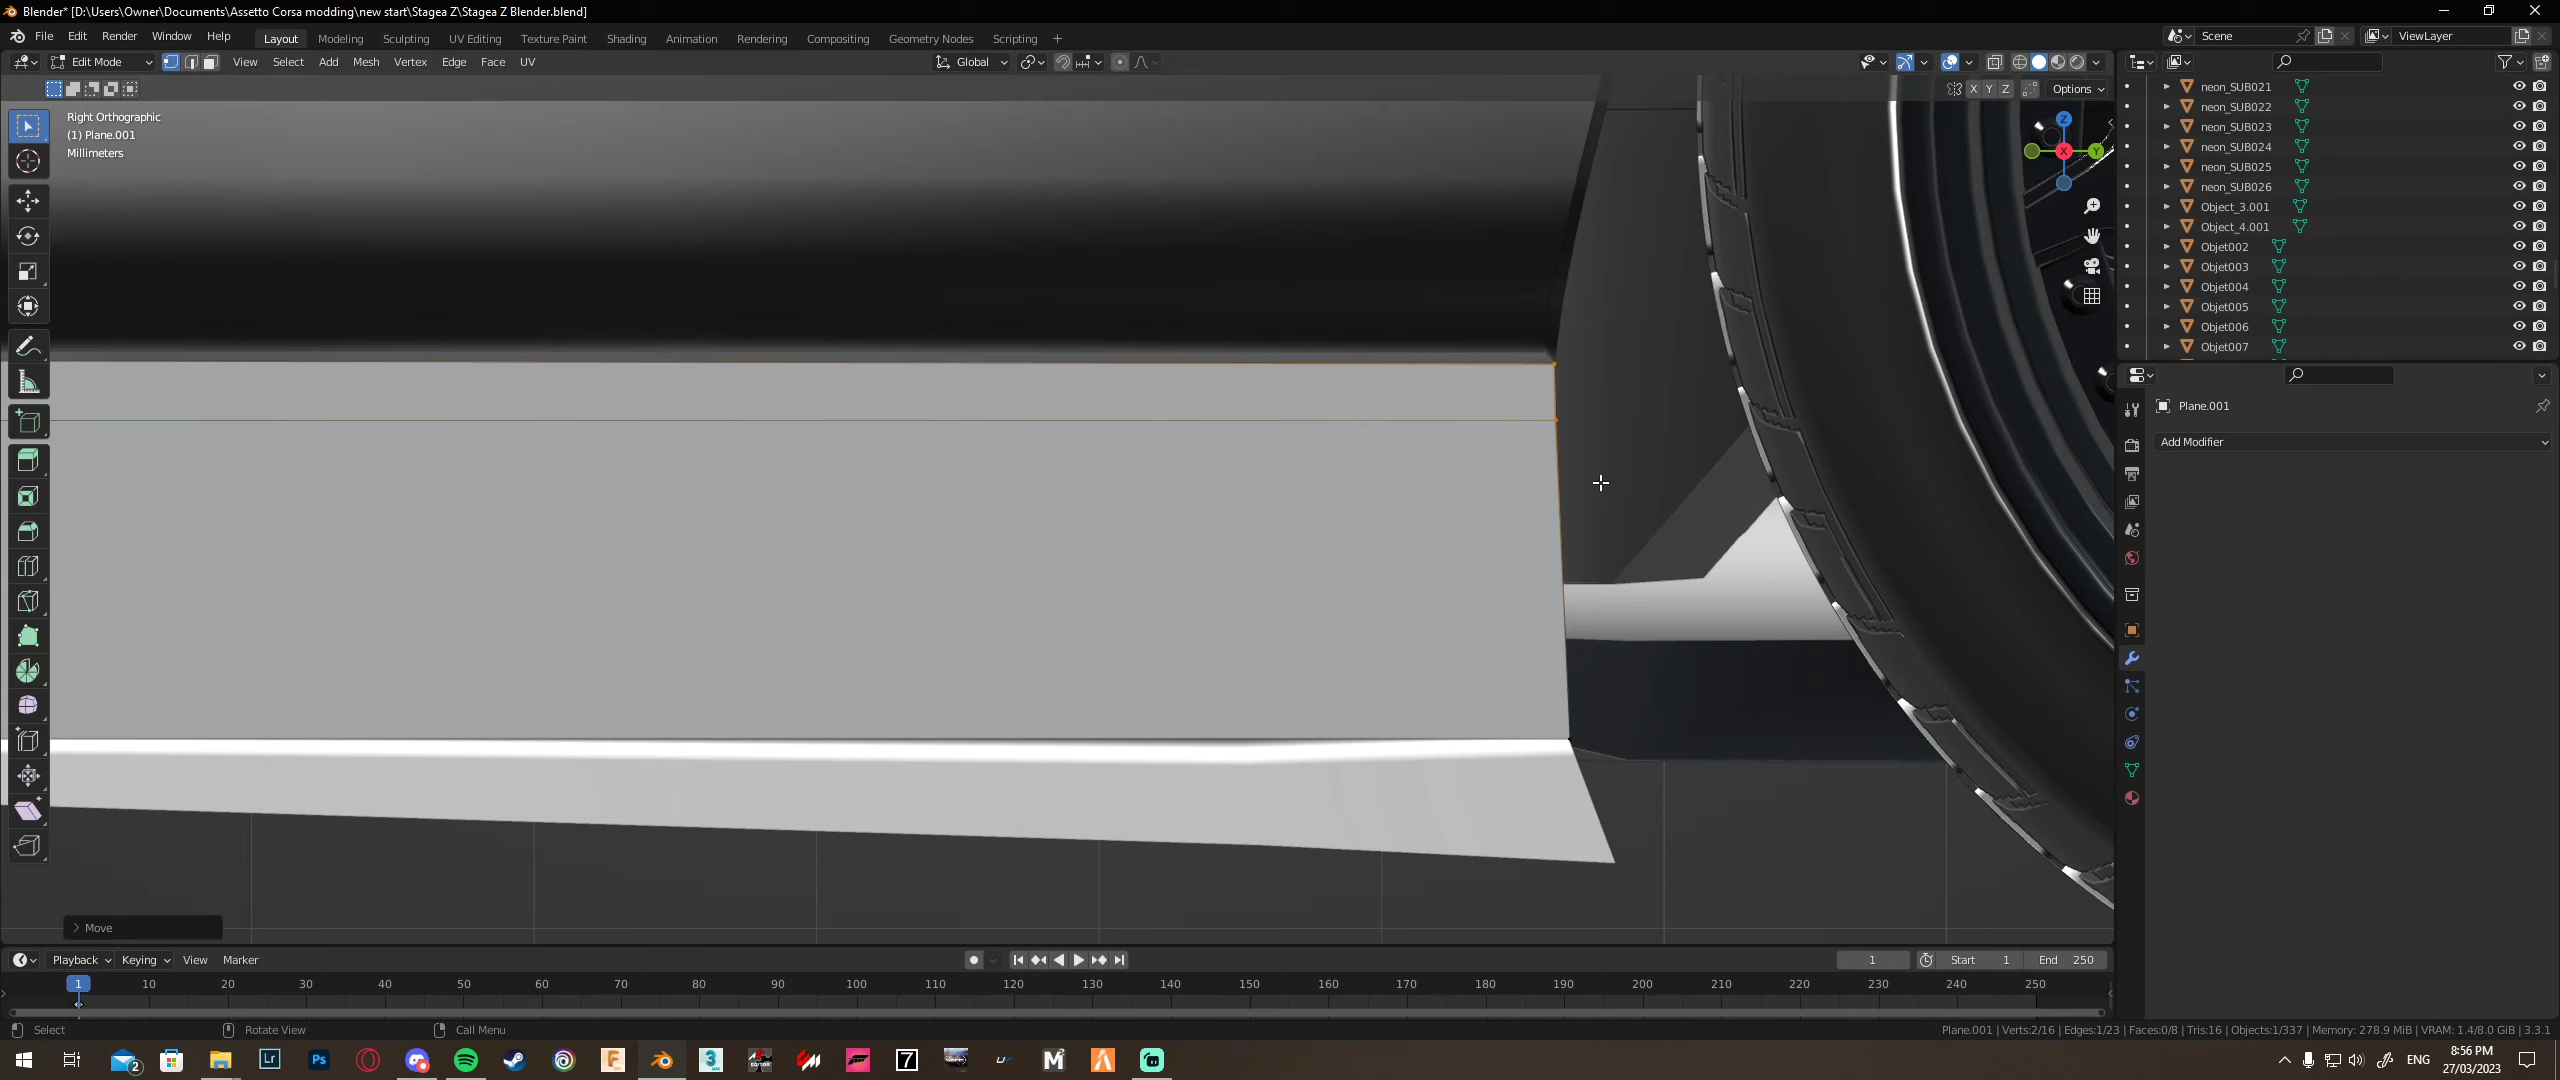 Blender* [D:\Users\Owner\Documents\Assetto Corsa modding\new start\Stagea Z\Stagea Z Blender.blend]
File Edit Render Window Help
Layout Modeling Sculpting UV Editing Texture Paint Shading Animation Rendering Compositing Geometry Nodes Scripting +
Scene ViewLayer
Edit Mode View Select Add Mesh Vertex Edge Face UV Global
X Y Z Options
Right Orthographic
(1) Plane.001
Millimeters
Z
X Y
neon_SUB021
neon_SUB022
neon_SUB023
neon_SUB024
neon_SUB025
neon_SUB026
Object_3.001
Object_4.001
Objet002
Objet003
Objet004
Objet005
Objet006
Objet007
Plane.001
Add Modifier
Move
Playback Keying View Marker
1 Start 1 End 250
1 10 20 30 40 50 60 70 80 90 100 110 120 130 140 150 160 170 180 190 200 210 220 230 240 250
Select Rotate View Call Menu
Plane.001 | Verts:2/16 | Edges:1/23 | Faces:0/8 | Tris:16 | Objects:1/337 | Memory: 278.9 MiB | VRAM: 1.4/8.0 GiB | 3.3.1
2 Lr Ps F 3 7 M
ENG
8:56 PM
27/03/2023